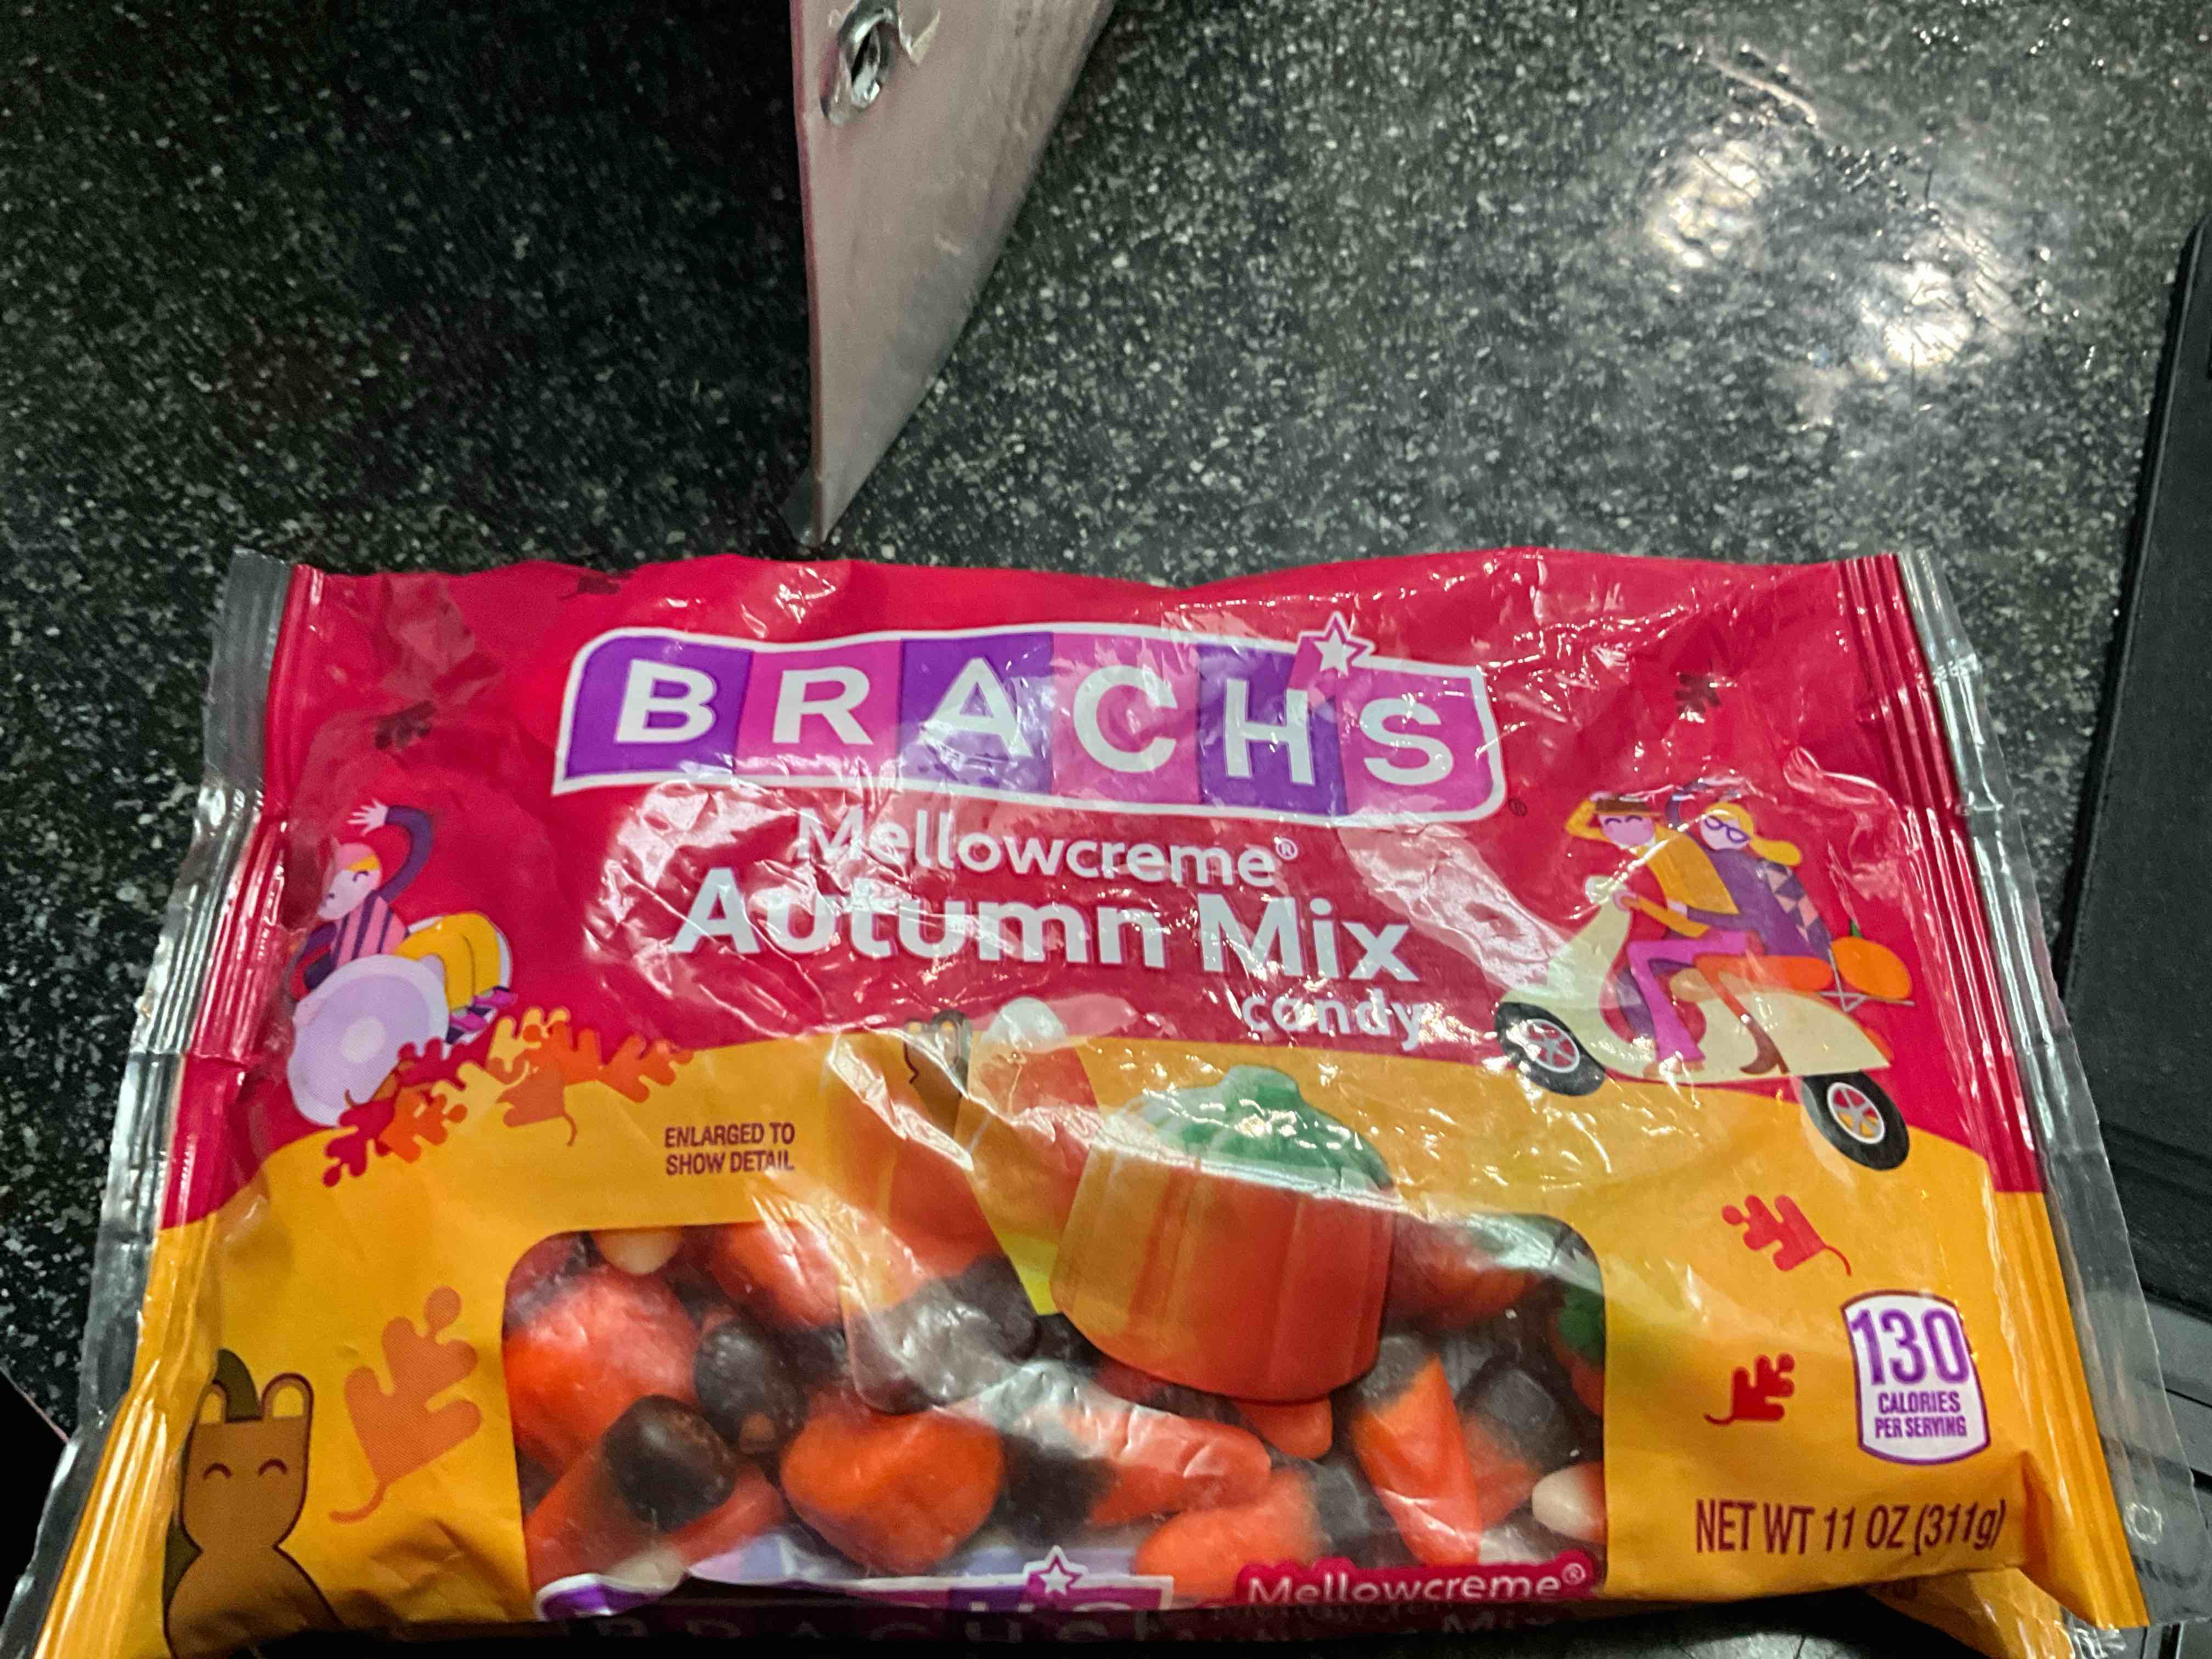 BRACH'S®
Mellowcreme®
Autumn Mix
candy
ENLARGED TO
SHOW DETAIL
130
CALORIES
PER SERVING
NET WT 11 OZ (311g)
Mellowcreme®